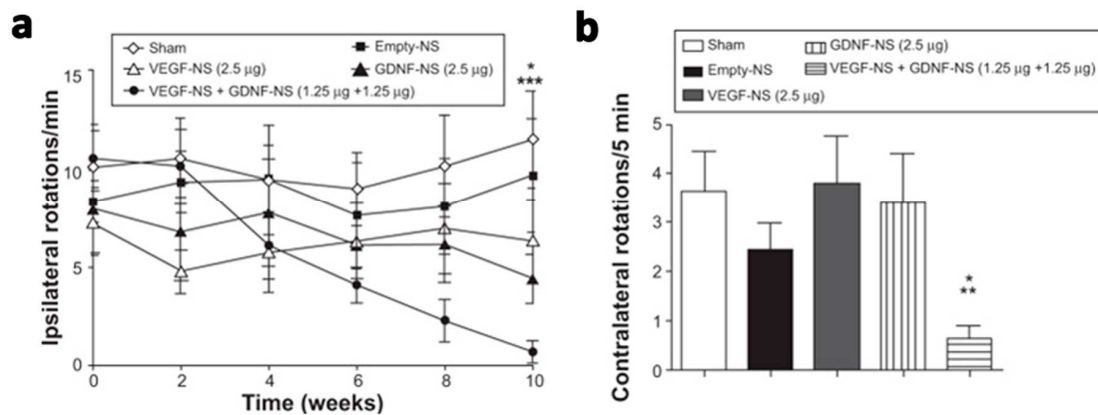 a
Sham
Empty-NS
VEGF-NS (2.5 µg)
GDNF-NS (2.5 µg)
VEGF-NS + GDNF-NS (1.25 µg +1.25 µg)
*
***
Ipsilateral rotations/min
15
10
5
0
0 2 4 6 8 10
Time (weeks)
b
Sham
GDNF-NS (2.5 µg)
Empty-NS
VEGF-NS + GDNF-NS (1.25 µg +1.25 µg)
VEGF-NS (2.5 µg)
Contralateral rotations/5 min
5
4
3
2
1
0
*
**